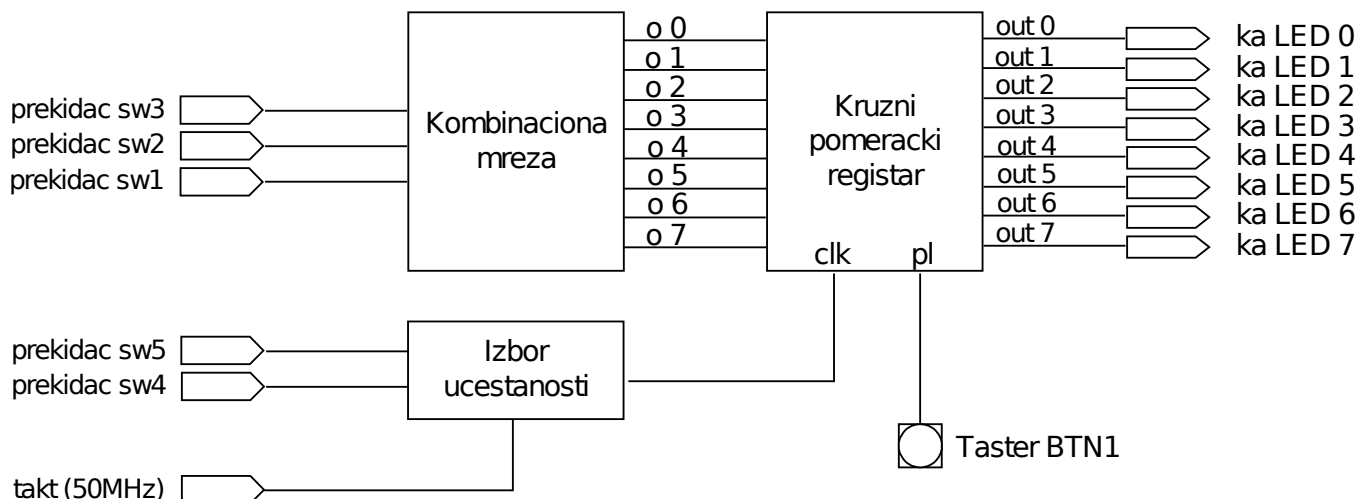 prekidac sw3
prekidac sw2
prekidac sw1
Kombinaciona
mreza
o 0
o 1
o 2
o 3
o 4
o 5
o 6
o 7
Kruzni
pomeracki
registar
clk
pl
out 0
out 1
out 2
out 3
out 4
out 5
out 6
out 7
ka LED 0
ka LED 1
ka LED 2
ka LED 3
ka LED 4
ka LED 5
ka LED 6
ka LED 7
prekidac sw5
prekidac sw4
Izbor
ucestanosti
Taster BTN1
takt (50MHz)